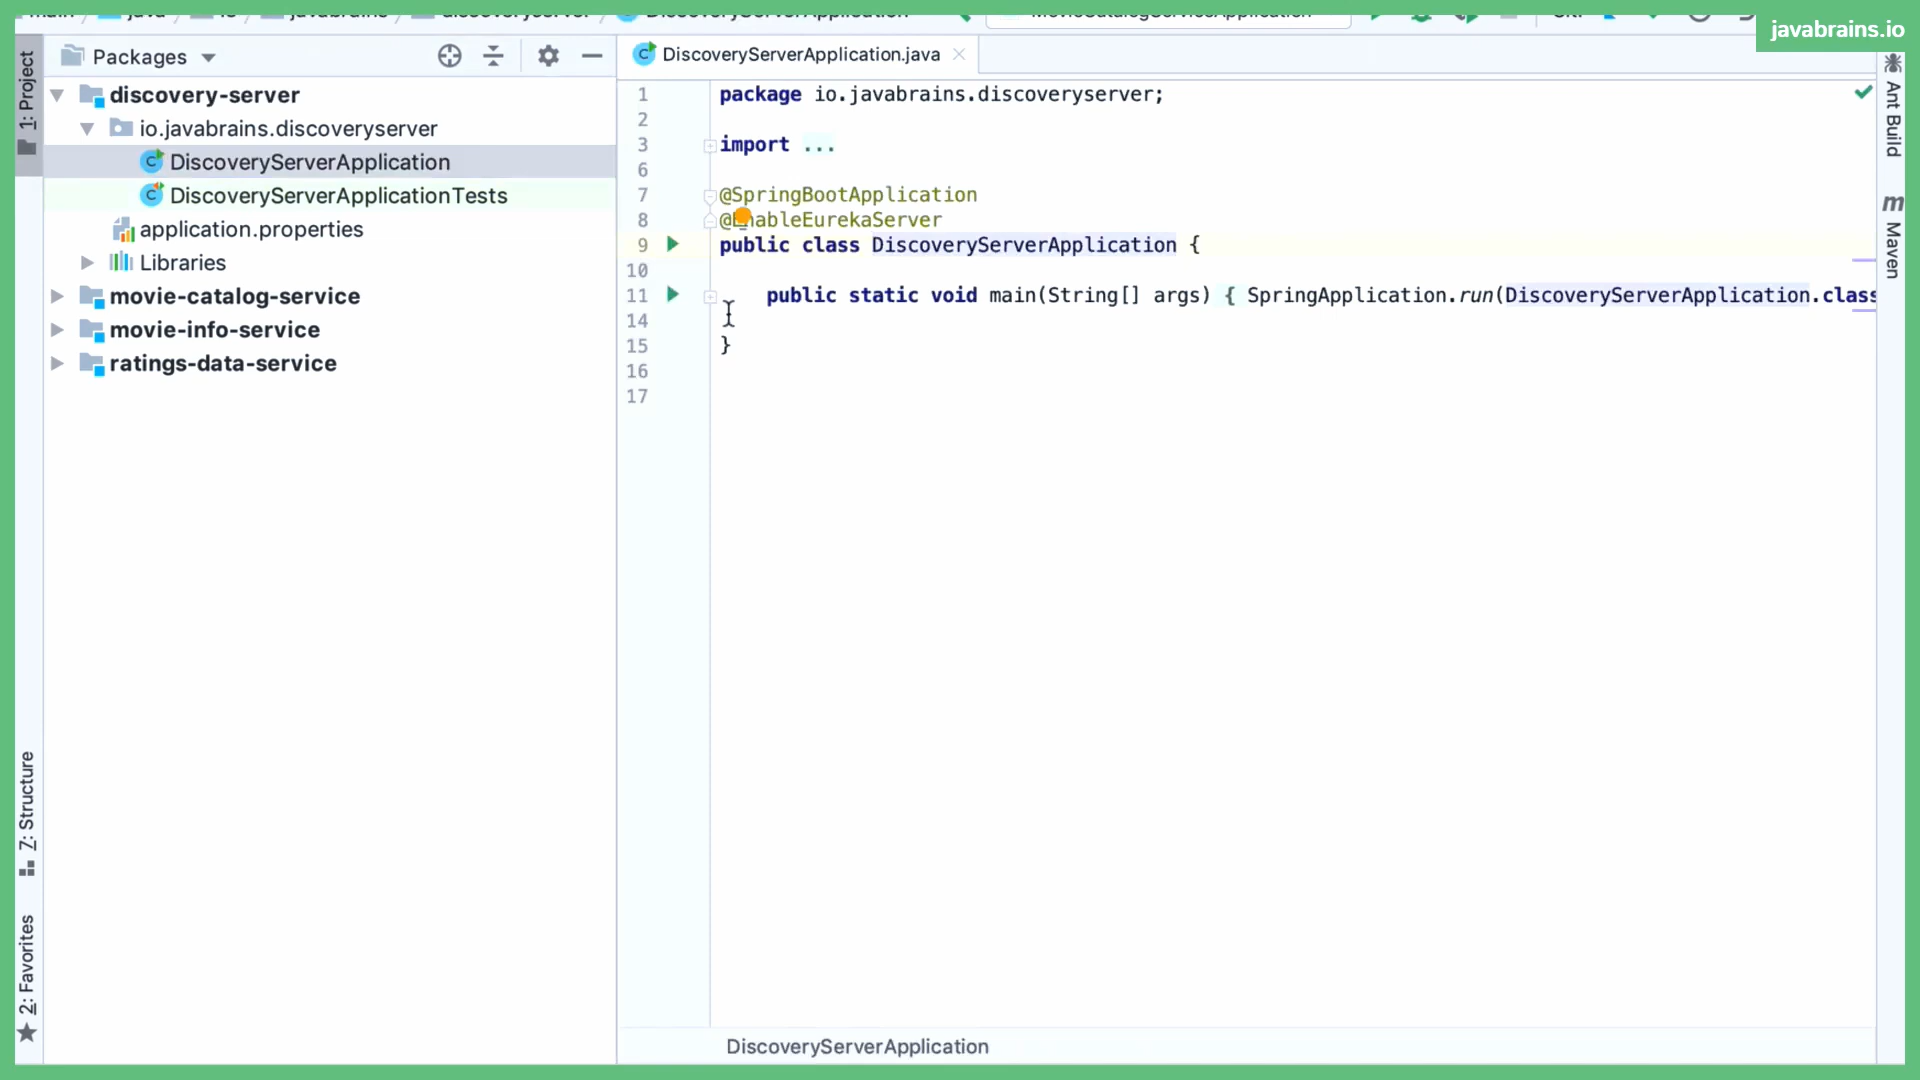 javabrains.io
Packages
DiscoveryServerApplication.java
1: Project
discovery-server
io.javabrains.discoveryserver
DiscoveryServerApplication
DiscoveryServerApplicationTests
application.properties
Libraries
movie-catalog-service
movie-info-service
ratings-data-service
1 package io.javabrains.discoveryserver;
2
3 import ...
6
7 @SpringBootApplication
8 @EnableEurekaServer
9 public class DiscoveryServerApplication {
10
11 public static void main(String[] args) { SpringApplication.run(DiscoveryServerApplication.class
14
15 }
16
17
Ant Build
m Maven
7: Structure
2: Favorites
DiscoveryServerApplication